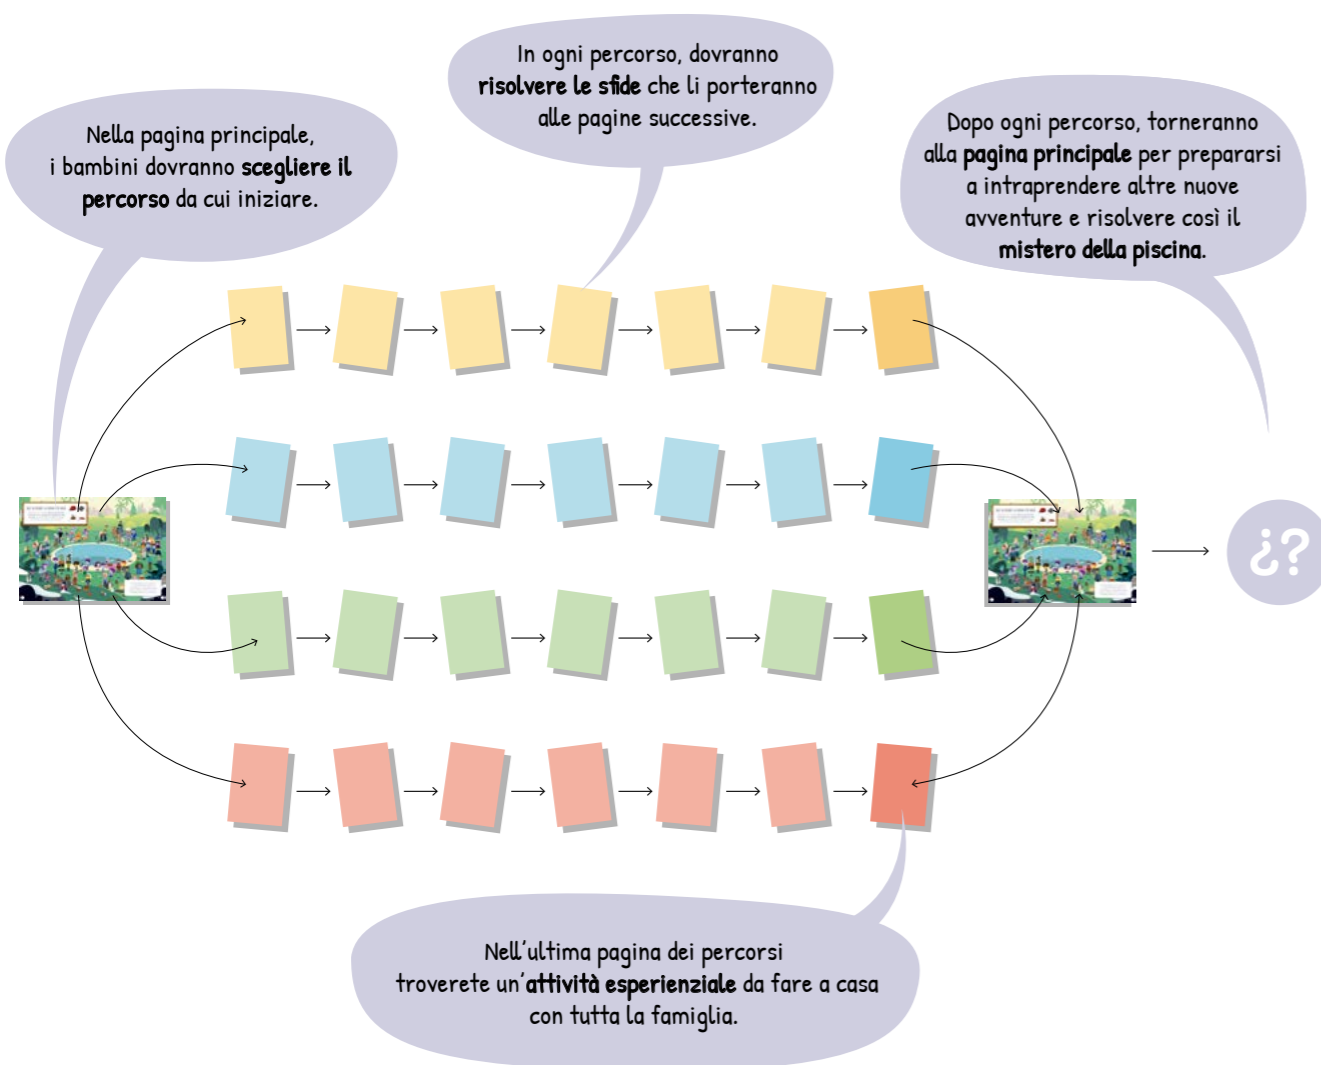 In ogni percorso, dovranno
risolvere le sfide che li porteranno
alle pagine successive.
Nella pagina principale,
i bambini dovranno scegliere il
percorso da cui iniziare.
Dopo ogni percorso, torneranno
alla pagina principale per prepararsi
a intraprendere altre nuove
avventure e risolvere così il
mistero della piscina.
¿?
Nell'ultima pagina dei percorsi
troverete un'attività esperienziale da fare a casa
con tutta la famiglia.